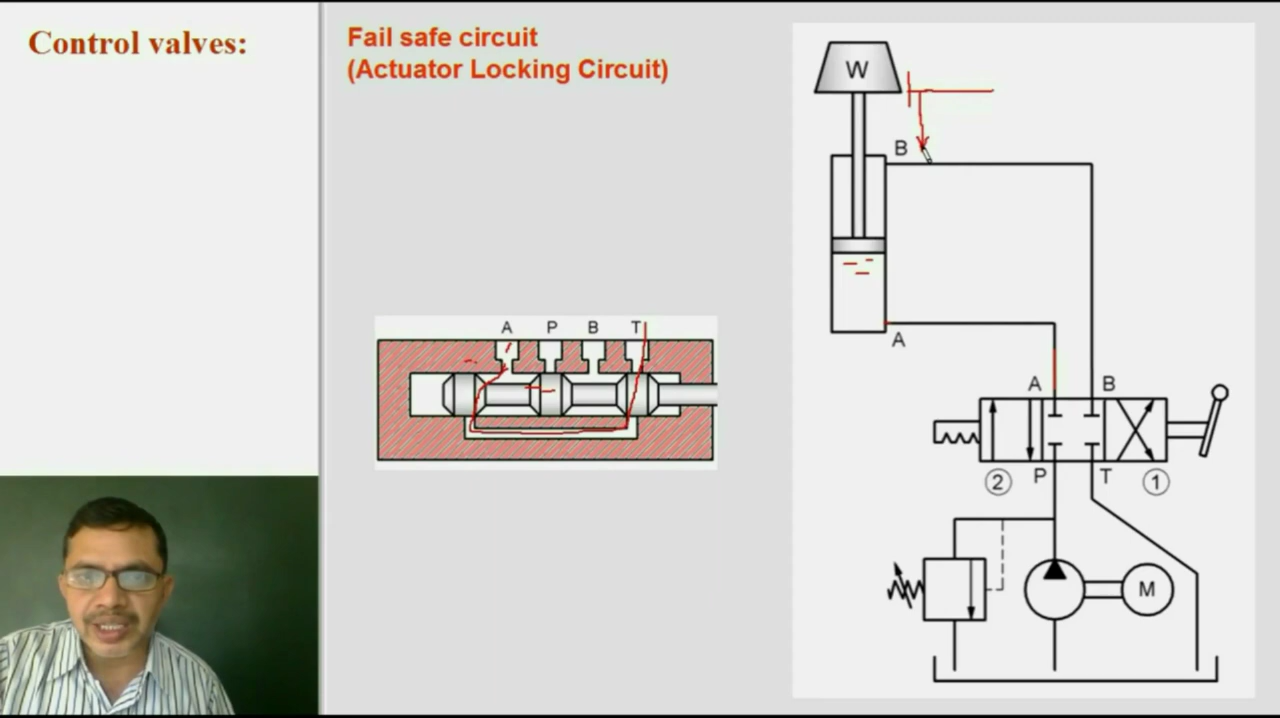 Control valves:
Fail safe circuit
(Actuator Locking Circuit)
W
B
A
A P B T
A B
2 P T 1
M